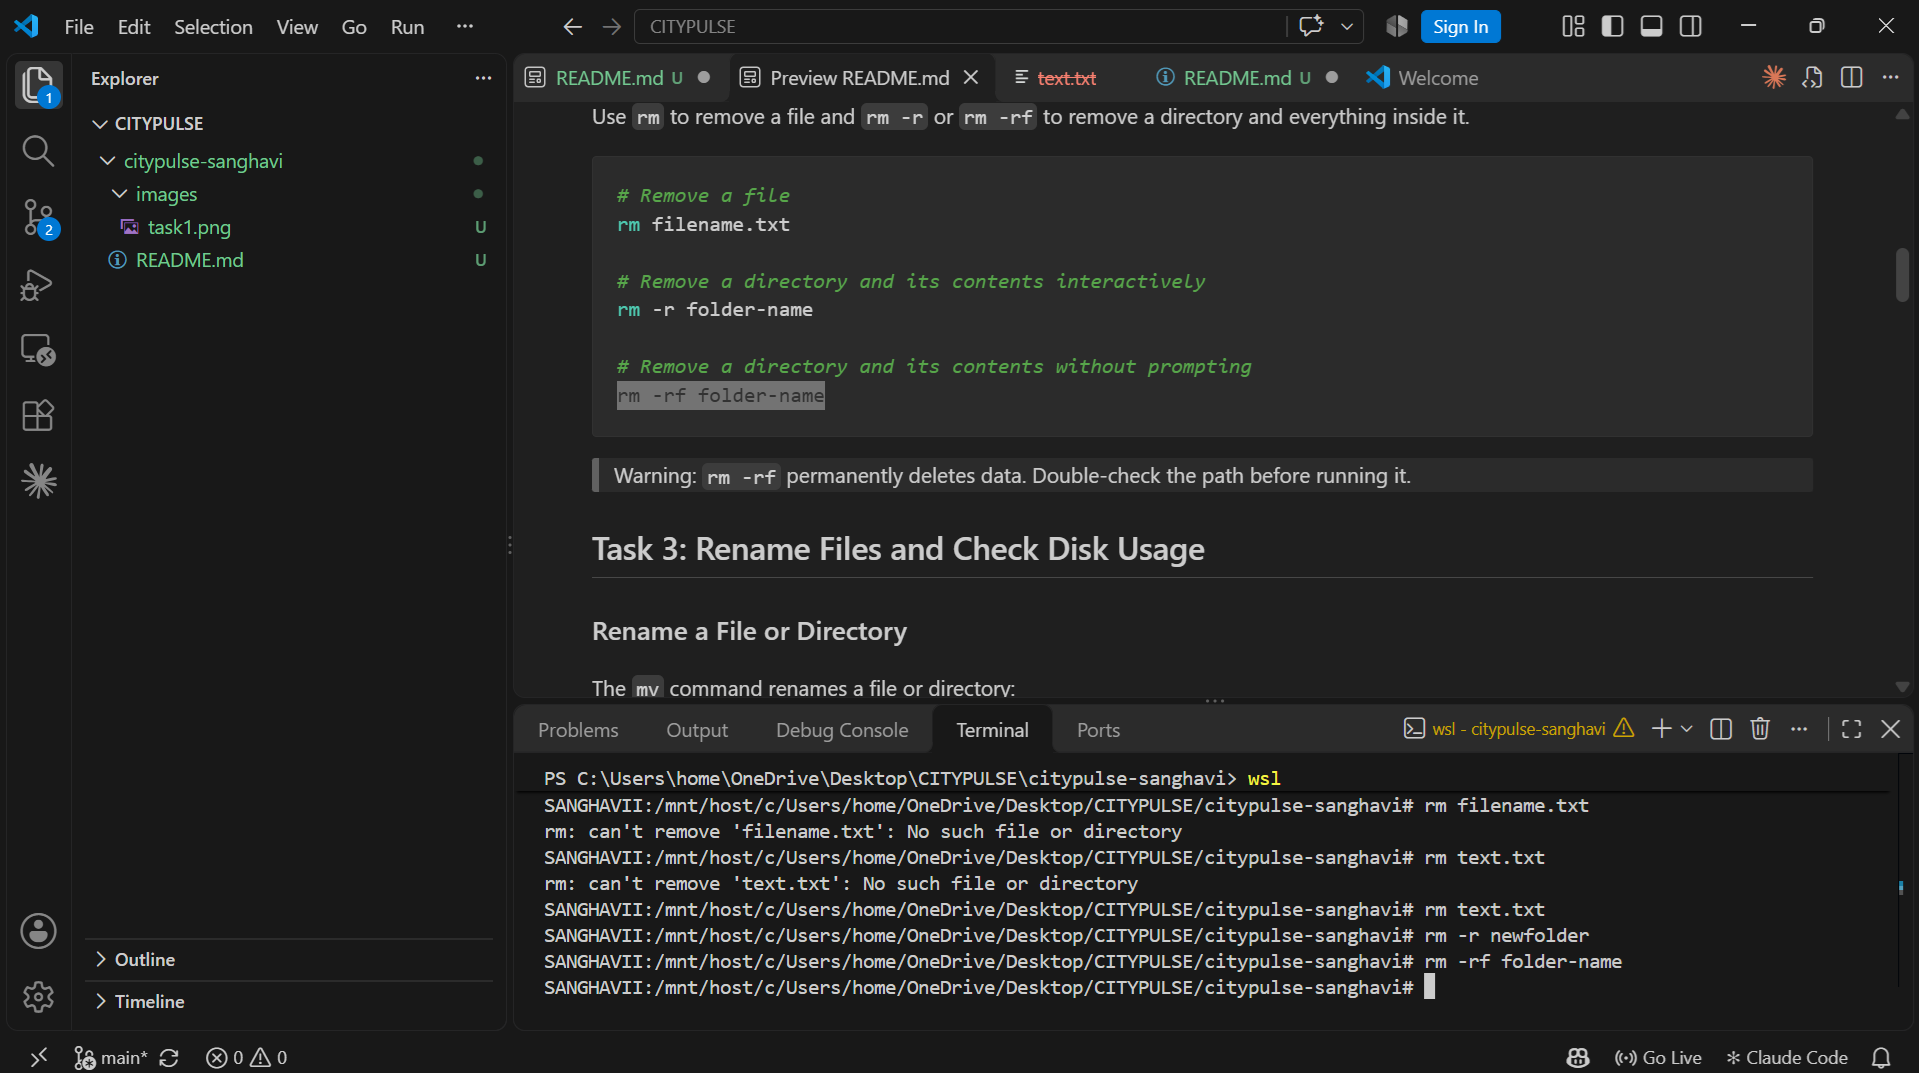 File Edit Selection View Go Run ···
CITYPULSE
Sign In
Explorer ···
1
2
CITYPULSE
citypulse-sanghavi
images
task1.png U
README.md U
Outline
Timeline
README.md U
Preview README.md
text.txt
README.md U
Welcome
Use rm to remove a file and rm -r or rm -rf to remove a directory and everything inside it.
# Remove a file
rm filename.txt
# Remove a directory and its contents interactively
rm -r folder-name
# Remove a directory and its contents without prompting
rm -rf folder-name
Warning: rm -rf permanently deletes data. Double-check the path before running it.
Task 3: Rename Files and Check Disk Usage
Rename a File or Directory
The mv command renames a file or directory:
Problems Output Debug Console Terminal Ports
wsl - citypulse-sanghavi
PS C:\Users\home\OneDrive\Desktop\CITYPULSE\citypulse-sanghavi> wsl
SANGHAVII:/mnt/host/c/Users/home/OneDrive/Desktop/CITYPULSE/citypulse-sanghavi# rm filename.txt
rm: can't remove 'filename.txt': No such file or directory
SANGHAVII:/mnt/host/c/Users/home/OneDrive/Desktop/CITYPULSE/citypulse-sanghavi# rm text.txt
rm: can't remove 'text.txt': No such file or directory
SANGHAVII:/mnt/host/c/Users/home/OneDrive/Desktop/CITYPULSE/citypulse-sanghavi# rm text.txt
SANGHAVII:/mnt/host/c/Users/home/OneDrive/Desktop/CITYPULSE/citypulse-sanghavi# rm -r newfolder
SANGHAVII:/mnt/host/c/Users/home/OneDrive/Desktop/CITYPULSE/citypulse-sanghavi# rm -rf folder-name
SANGHAVII:/mnt/host/c/Users/home/OneDrive/Desktop/CITYPULSE/citypulse-sanghavi#
main* 0 0 Go Live Claude Code